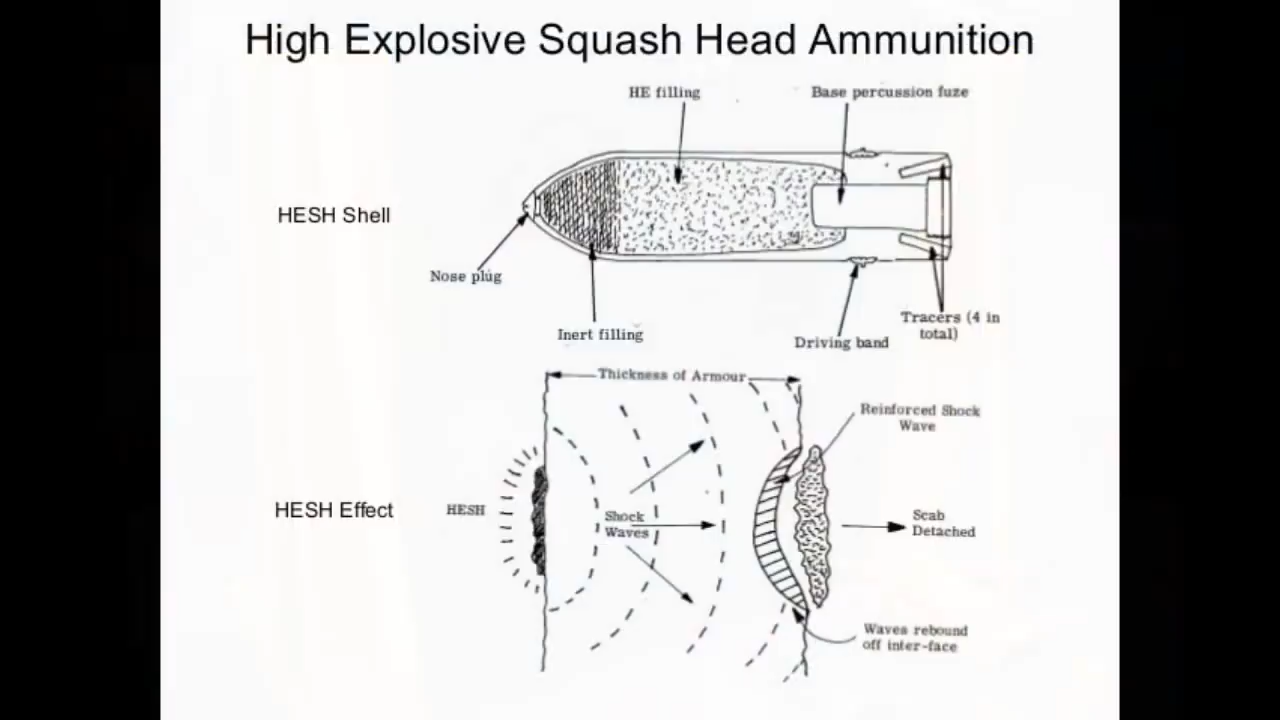 High Explosive Squash Head Ammunition
HE filling
Base percussion fuze
HESH Shell
Nose plug
Inert filling
Driving band
Tracers (4 in
total)
Thickness of Armour
Reinforced Shock
Wave
HESH Effect
HESH
Shock
Waves
Scab
Detached
Waves rebound
off inter-face